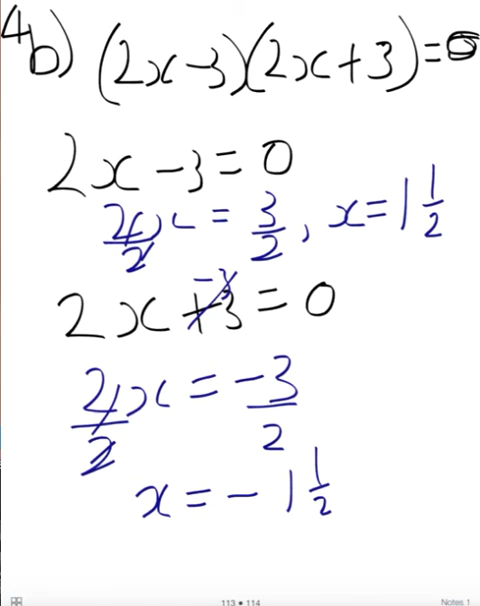 4b) (2x-3)(2x+3)=0
2x-3=0
2x/2 = 3/2, x=1 1/2
2x+3=0
-3
2x/2 = -3/2
x=-1 1/2
113 • 114
Notes 1